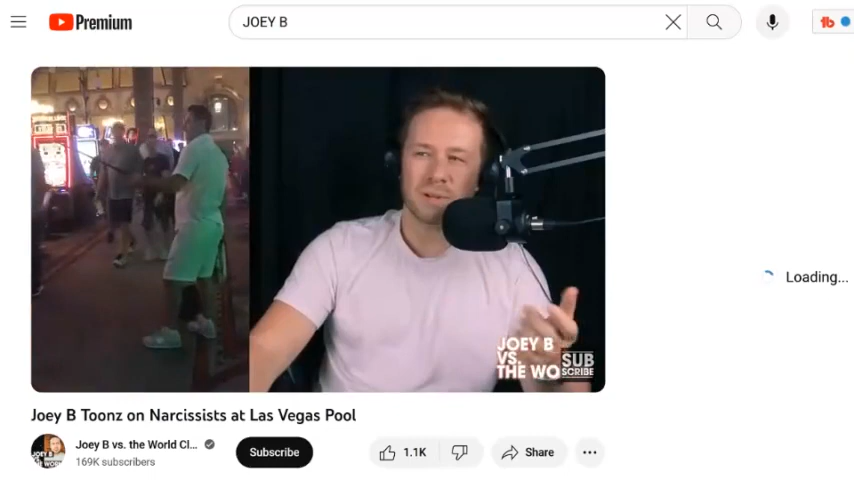 Premium
JOEY B
JOEY B
VS.
THE WO
SUB
SCRIBE
Loading...
Joey B Toonz on Narcissists at Las Vegas Pool
Joey B vs. the World Cl...
169K subscribers
Subscribe
1.1K
Share